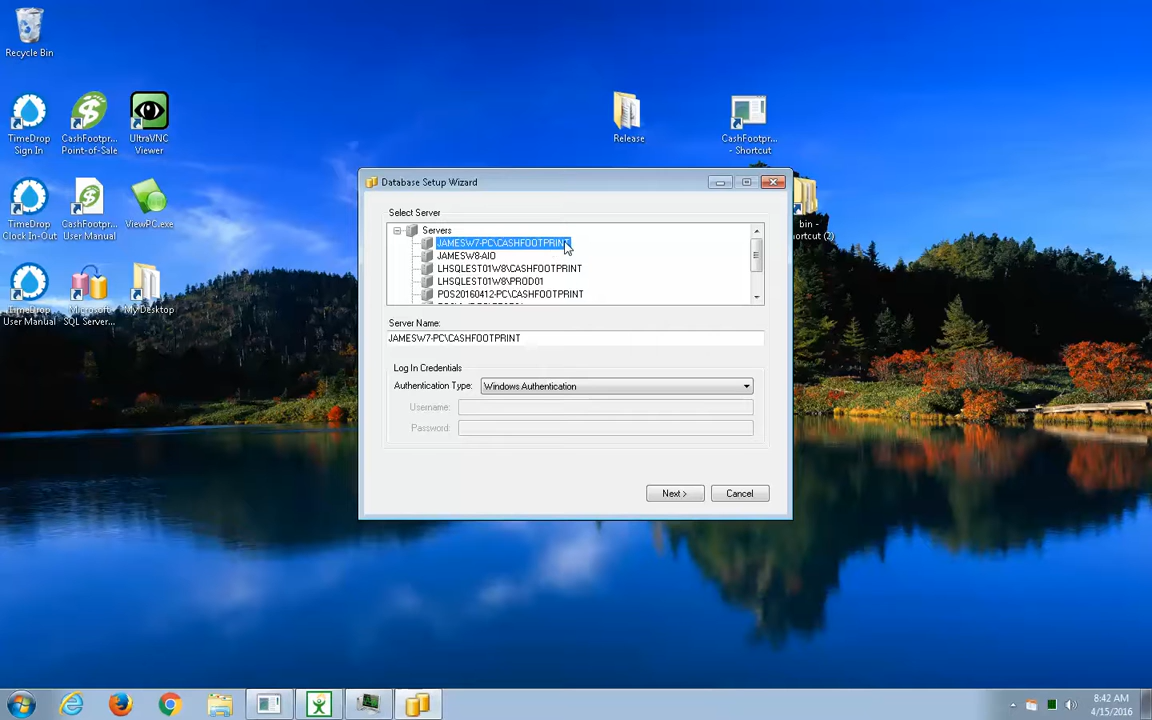 Recycle Bin
TimeDrop
Sign In
CashFootpr...
Point-of-Sale
UltraVNC
Viewer
Release
CashFootpr...
- Shortcut
TimeDrop
Clock In-Out
CashFootpr...
User Manual
ViewPC.exe
bin -
ortcut (2)
TimeDrop
User Manual
Microsoft
SQL Server...
My Desktop
Database Setup Wizard
Select Server
Servers
JAMESW7-PC\CASHFOOTPRINT
JAMESW8-AIO
LHSQLEST01W8\CASHFOOTPRINT
LHSQLEST01W8\PROD01
POS20160412-PC\CASHFOOTPRINT
Server Name:
JAMESW7-PC\CASHFOOTPRINT
Log In Credentials
Authentication Type: Windows Authentication
Username:
Password:
Next >
Cancel
8:42 AM
4/15/2016